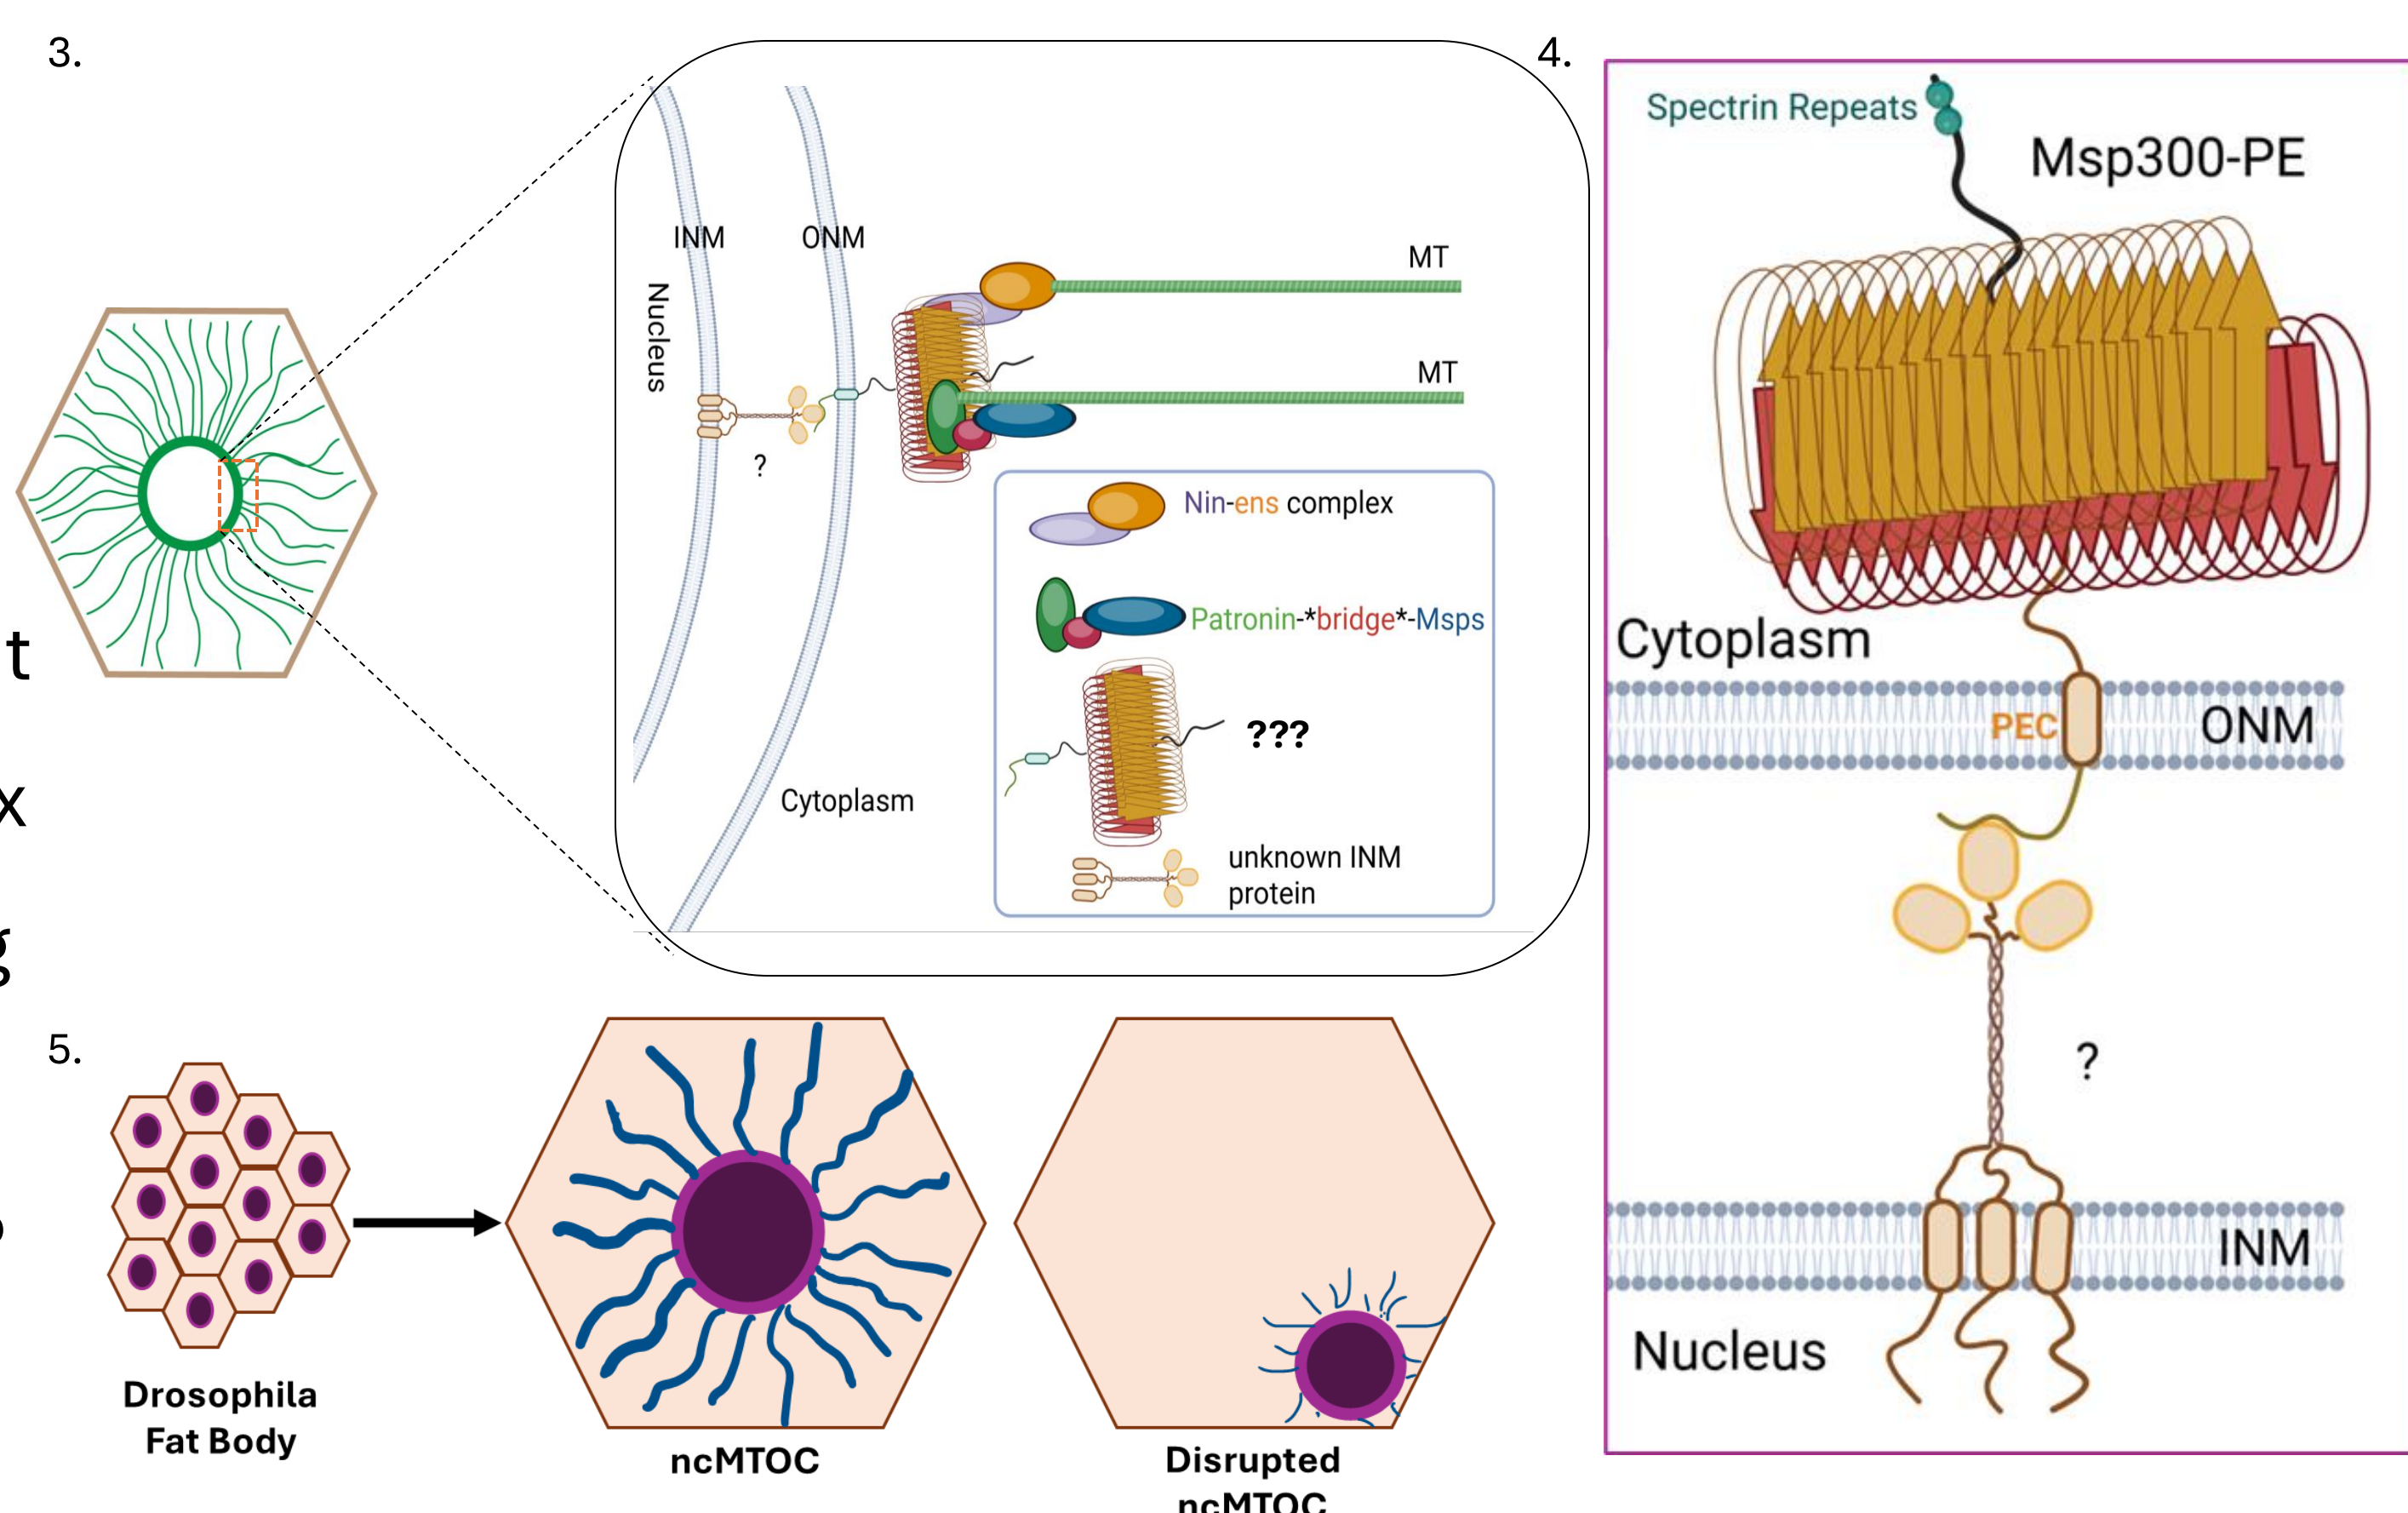 3.
INM
ONM
Nucleus
MT
MT
?
Nin-ens complex
Patronin-*bridge*-Msps
???
unknown INM
protein
Cytoplasm
4.
Spectrin Repeats
Msp300-PE
Cytoplasm
PEC
ONM
?
INM
Nucleus
t
x
g
5.
Drosophila
Fat Body
ncMTOC
Disrupted
ncMTOC